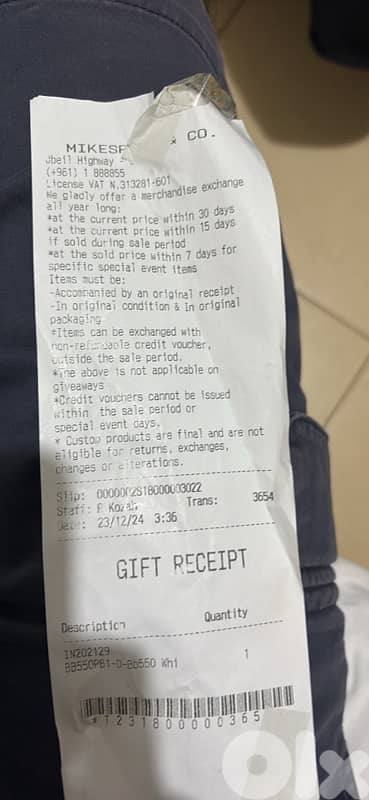 MIKESP & CO.
Jbeil Highway -
(+961) 1 888855
License VAT N.313281-601
We gladly offer a merchandise exchange
all year long:
*at the current price within 30 days
*at the current price within 15 days
if sold during sale period
*at the sold price within 7 days for
specific special event items
Items must be:
-Accompanied by an original receipt
-In original condition & In original
packaging
*Items can be exchanged with
non-refundable credit voucher,
outside the sale period.
*The above is not applicable on
giveaways
*Credit vouchers cannot be issued
within the sale period or
special event days.
* Custom products are final and are not
eligible for returns, exchanges,
changes or alterations.
Slip: 0000002S18000003022
Staff: Trans: 3654
Date: 23/12/24 3:36
GIFT RECEIPT
Description Quantity
IN202129 1
BB550PB1-D-Bb550 Whi
*1231800000365
olx